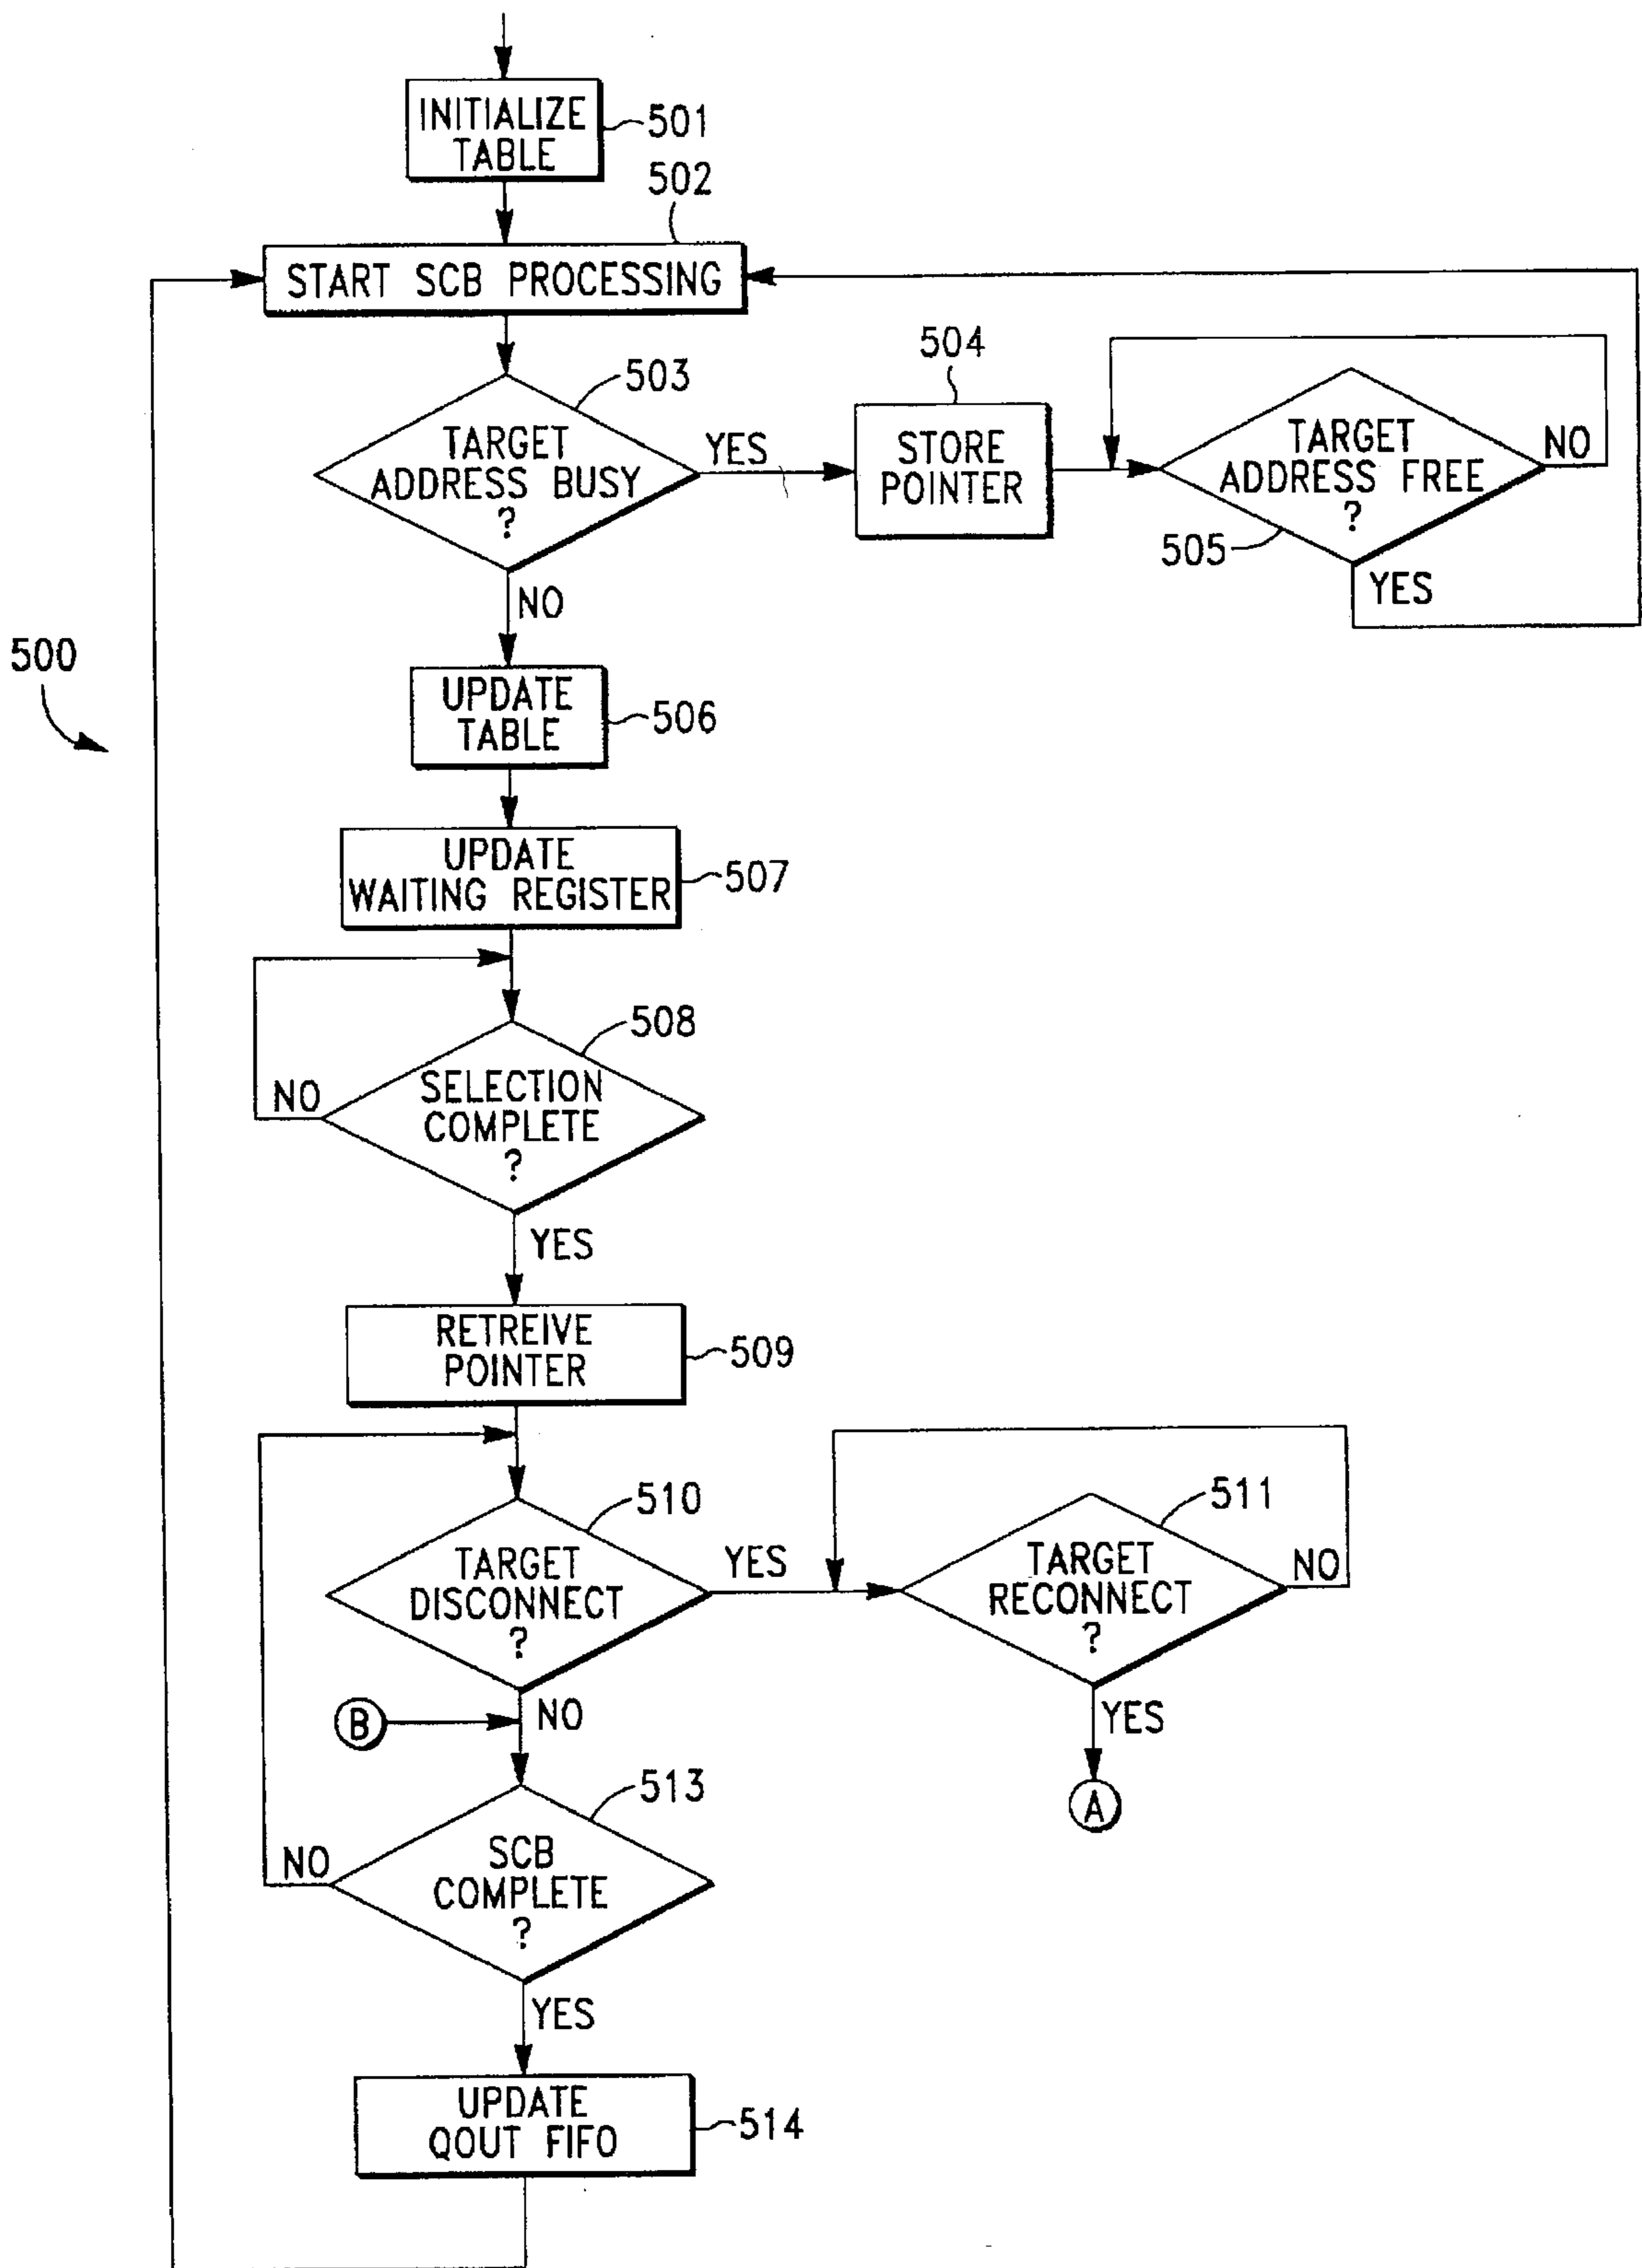 INITIALIZE
TABLE
501
502
START SCB PROCESSING
503
TARGET
ADDRESS BUSY
?
YES
504
STORE
POINTER
TARGET
ADDRESS FREE
?
NO
505
YES
NO
500
UPDATE
TABLE
506
UPDATE
WAITING REGISTER
507
508
SELECTION
COMPLETE
?
NO
YES
RETREIVE
POINTER
509
510
TARGET
DISCONNECT
?
YES
511
TARGET
RECONNECT
?
NO
B
NO
YES
A
513
SCB
COMPLETE
?
NO
YES
UPDATE
QOUT FIFO
514